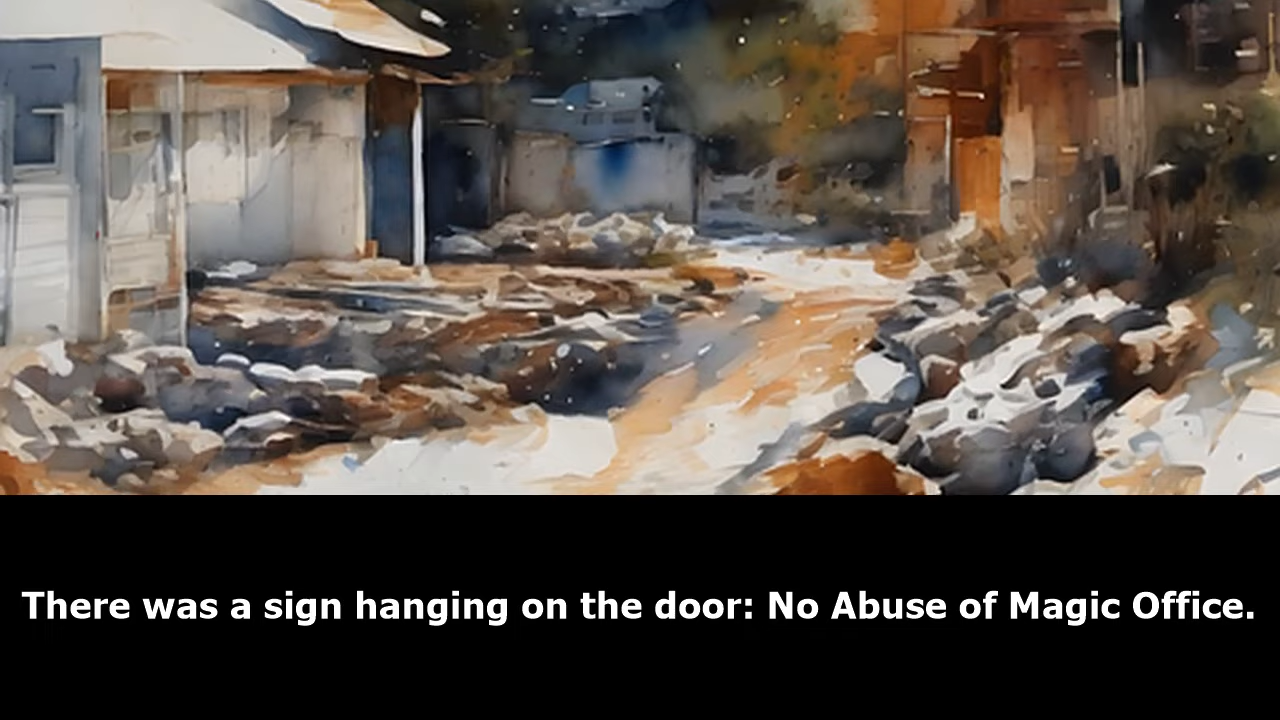 There was a sign hanging on the door: No Abuse of Magic Office.